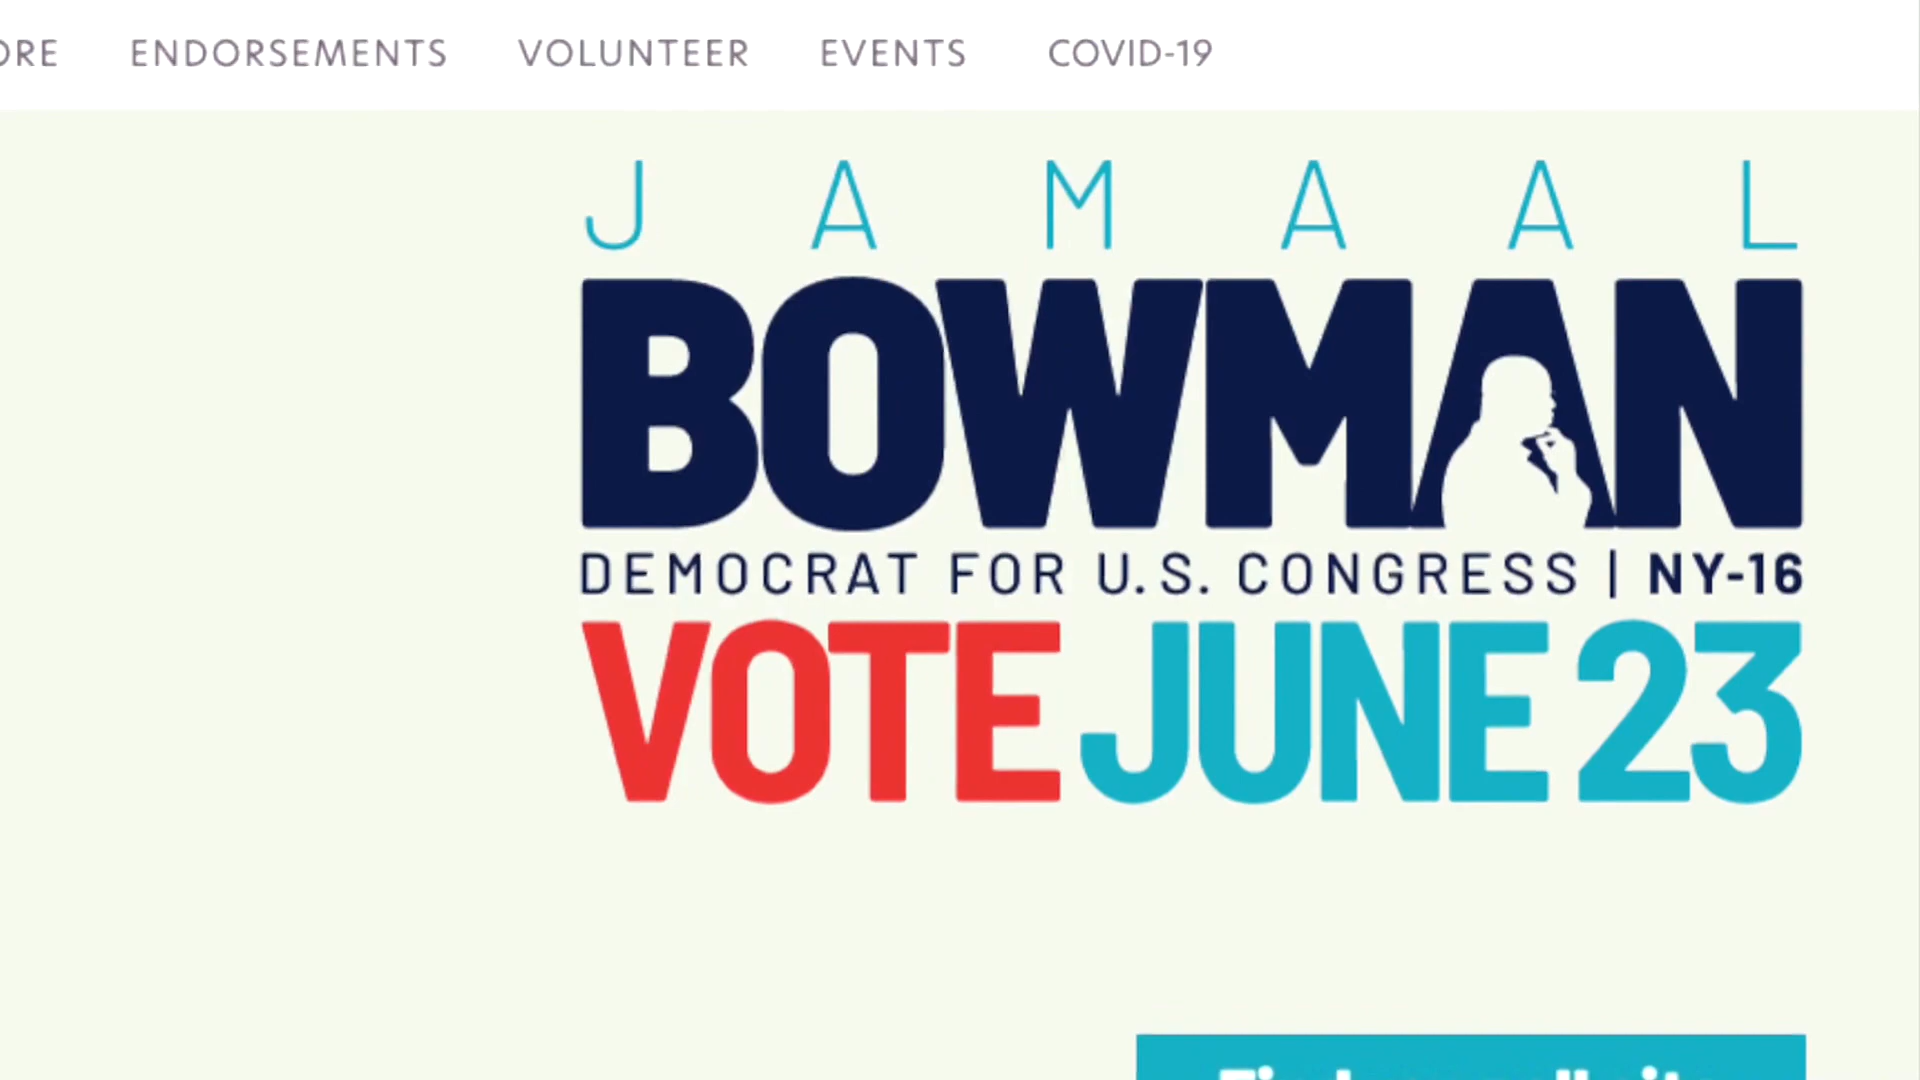 ENDORSEMENTS VOLUNTEER EVENTS COVID-19
JAMAAL
BOWMAN
DEMOCRAT FOR U.S. CONGRESS | NY-16
VOTE JUNE 23